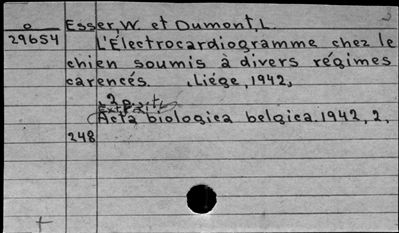 o Esser, W. et Dumont, L.
29654 L'Électrocardiogramme chez le
chien soumis à divers régimes
carencés. Liége, 1942,
2 p.
(Acta biologica belgica. 1942, 2,
248